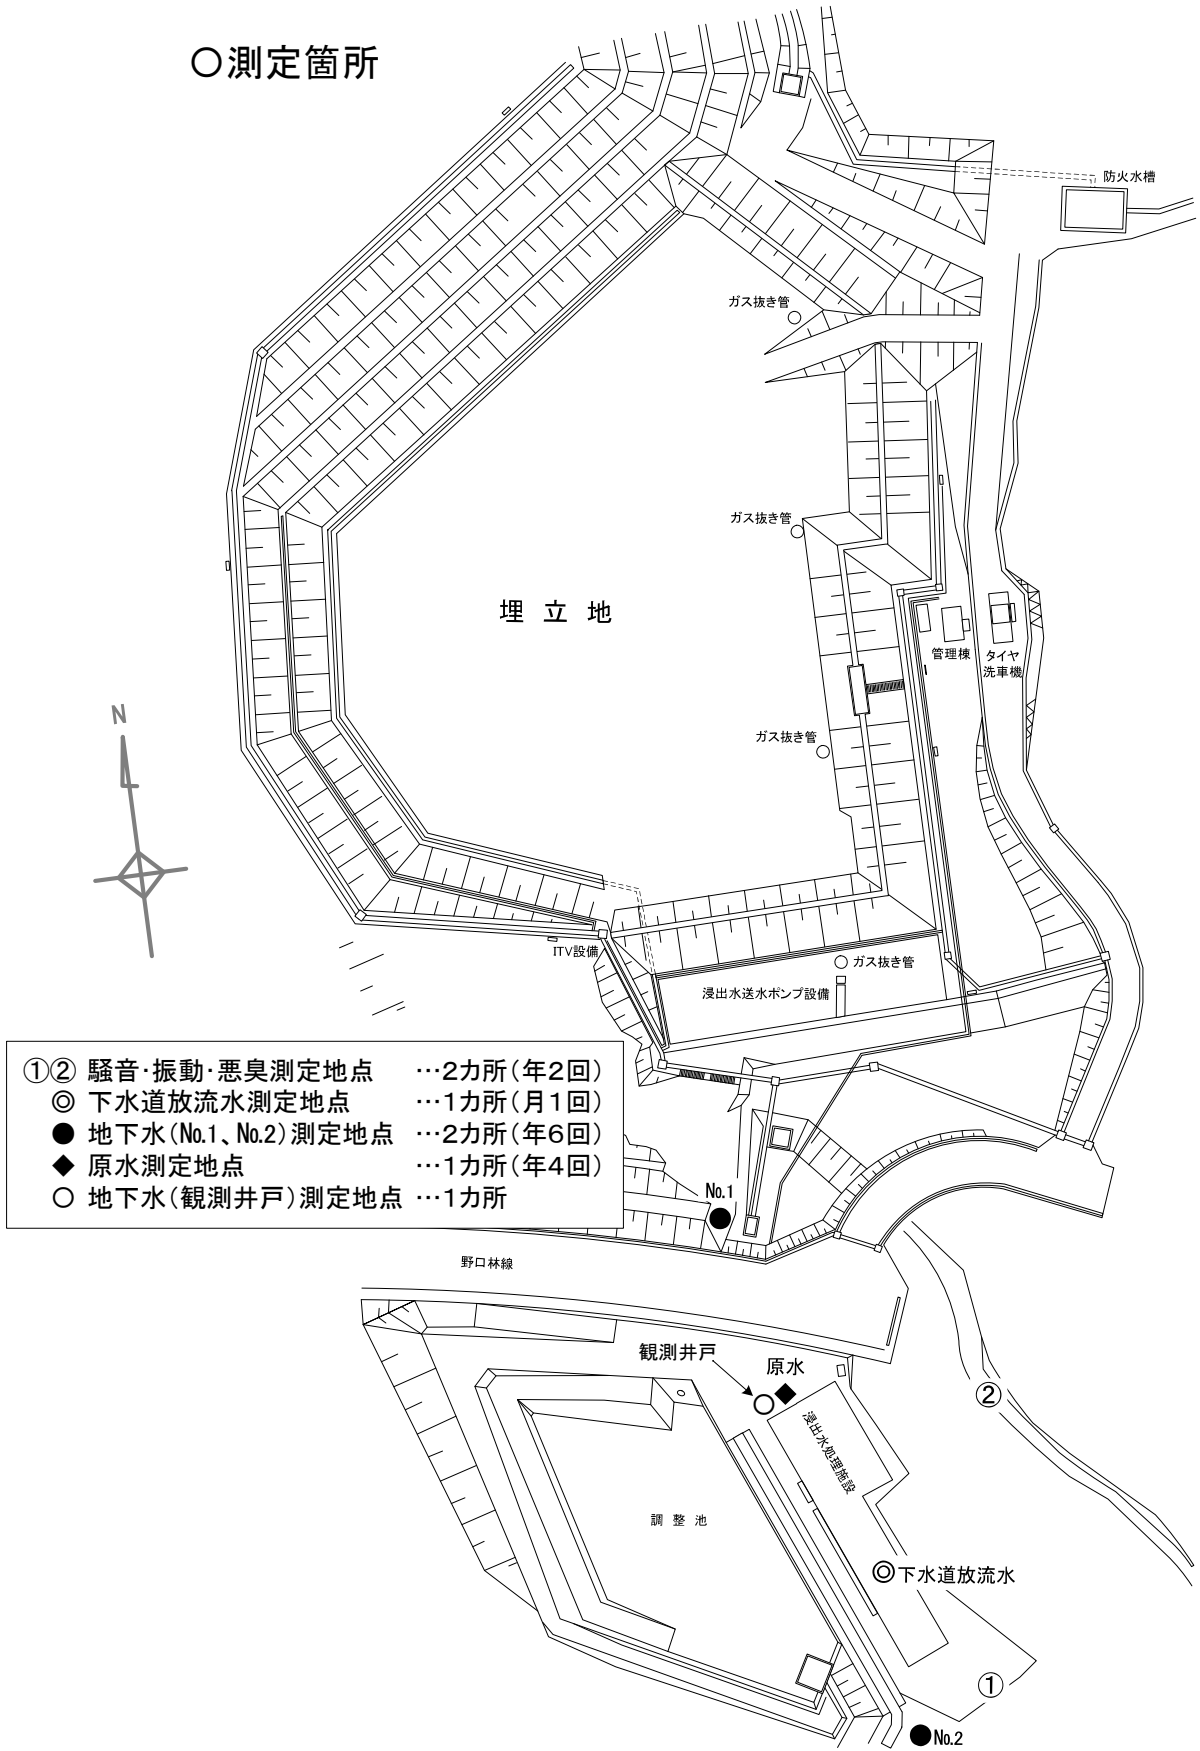 ○測定箇所
防火水槽
ガス抜き管
ガス抜き管
埋立地
管理棟
タイヤ
洗車機
N
ガス抜き管
ITV設備
ガス抜き管
浸出水送水ポンプ設備
①② 騒音・振動・悪臭測定地点 …2カ所(年2回)
◎ 下水道放流水測定地点 …1カ所(月1回)
● 地下水(No.1、No.2)測定地点 …2カ所(年6回)
◆ 原水測定地点 …1カ所(年4回)
○ 地下水(観測井戸)測定地点 …1カ所
No.1
野口林線
観測井戸
原水
②
浸出水処理施設
調整池
◎下水道放流水
①
No.2